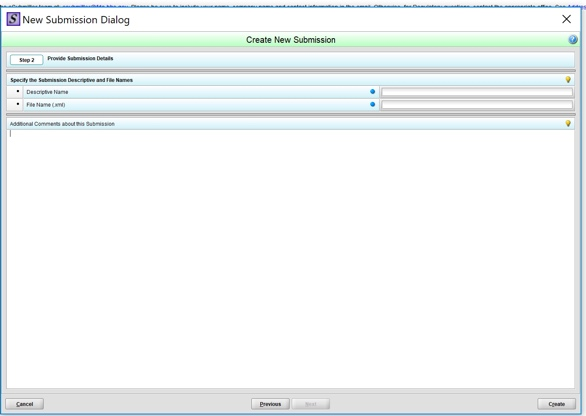 New Submission Dialog
Create New Submission
Step 2
Provide Submission Details
Specify the Submission Descriptive and File Names
Descriptive Name
File Name (.xml)
Additional Comments about this Submission
Cancel
Previous
Next
Create